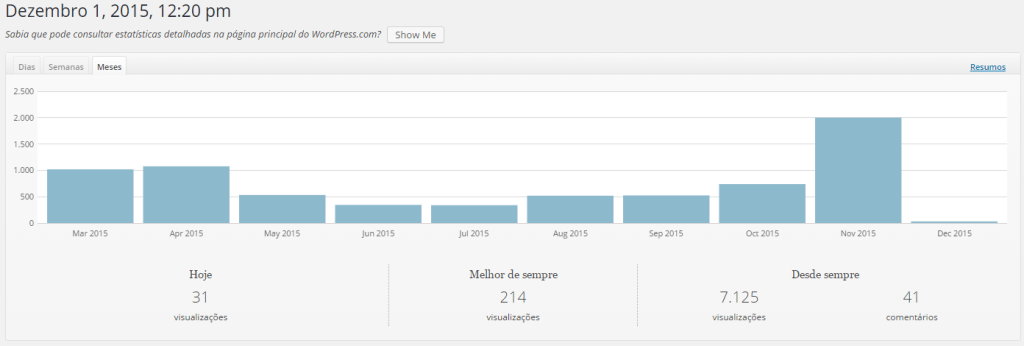 Dezembro 1, 2015, 12:20 pm
Sabia que pode consultar estatísticas detalhadas na página principal do WordPress.com? Show Me
Dias Semanas Meses Resumos
2.500
2.000
1.500
1.000
500
0
Mar 2015 Apr 2015 May 2015 Jun 2015 Jul 2015 Aug 2015 Sep 2015 Oct 2015 Nov 2015 Dec 2015
Hoje Melhor de sempre Desde sempre
31 214 7.125 41
visualizações visualizações visualizações comentários